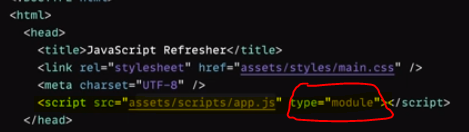 <html>
<head>
<title>JavaScript Refresher</title>
<link rel="stylesheet" href="assets/styles/main.css" />
<meta charset="UTF-8" />
<script src="assets/scripts/app.js" type="module"></script>
</head>